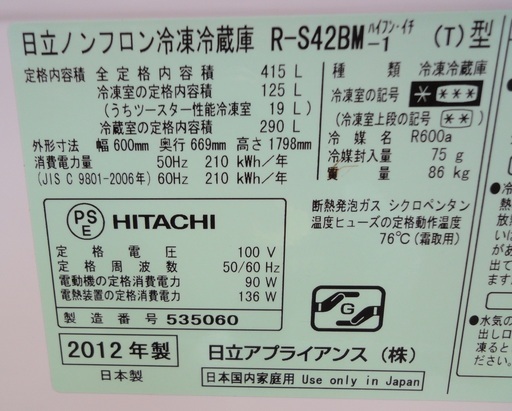 日立ノンフロン冷凍冷蔵庫 R-S42BM-1 ハイフン・イチ (T)型
定格内容積 全定格内容積 415 L
冷凍室の定格内容積 125 L
(うちツースター性能冷凍室 19 L)
冷蔵室の定格内容積 290 L
外形寸法 幅 600mm 奥行 669mm 高さ 1798mm
消費電力量 50Hz 210 kWh/年
(JIS C 9801-2006年) 60Hz 210 kWh/年
種類 冷凍冷蔵庫
冷凍室の記号 * ***
(冷凍室上段の記号 **)
冷媒名 R600a
冷媒封入量 75 g
質量 86 kg
断熱発泡ガス シクロペンタン
温度ヒューズの定格動作温度
76℃(霜取用)
PS
E
HITACHI
定格電圧 100 V
定格周波数 50/60 Hz
電動機の定格消費電力 90 W
電熱装置の定格消費電力 136 W
製造番号 535060
G
2012年製
日本製
日立アプライアンス(株)
日本国内家庭用 Use only in Japan